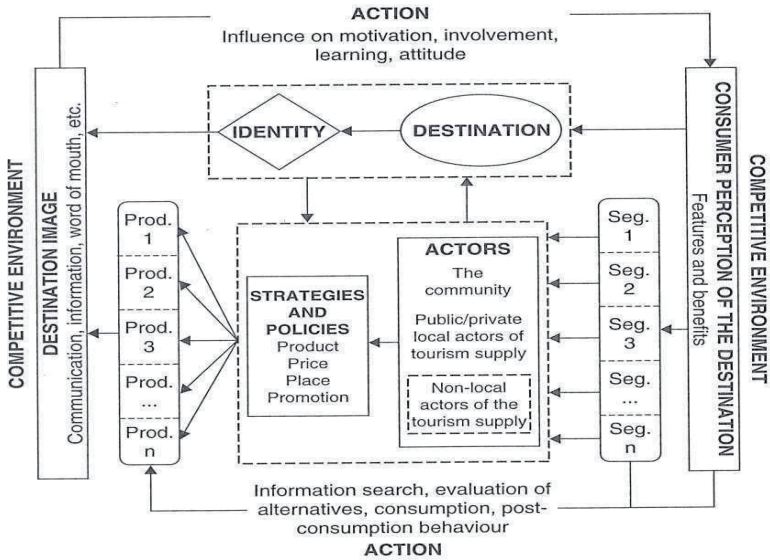 ACTION
Influence on motivation, involvement,
learning, attitude
COMPETITIVE ENVIRONMENT
DESTINATION IMAGE
Communication, information, word of mouth, etc.
IDENTITY
DESTINATION
Prod.
1
Prod.
2
Prod.
3
Prod.
...
Prod.
n
STRATEGIES
AND
POLICIES
Product
Price
Place
Promotion
ACTORS
The
community
Public/private
local actors of
tourism supply
Non-local
actors of the
tourism supply
Seg.
1
Seg.
2
Seg.
3
Seg.
...
Seg.
n
CONSUMER PERCEPTION OF THE DESTINATION
Features and benefits
COMPETITIVE ENVIRONMENT
Information search, evaluation of
alternatives, consumption, post-
consumption behaviour
ACTION